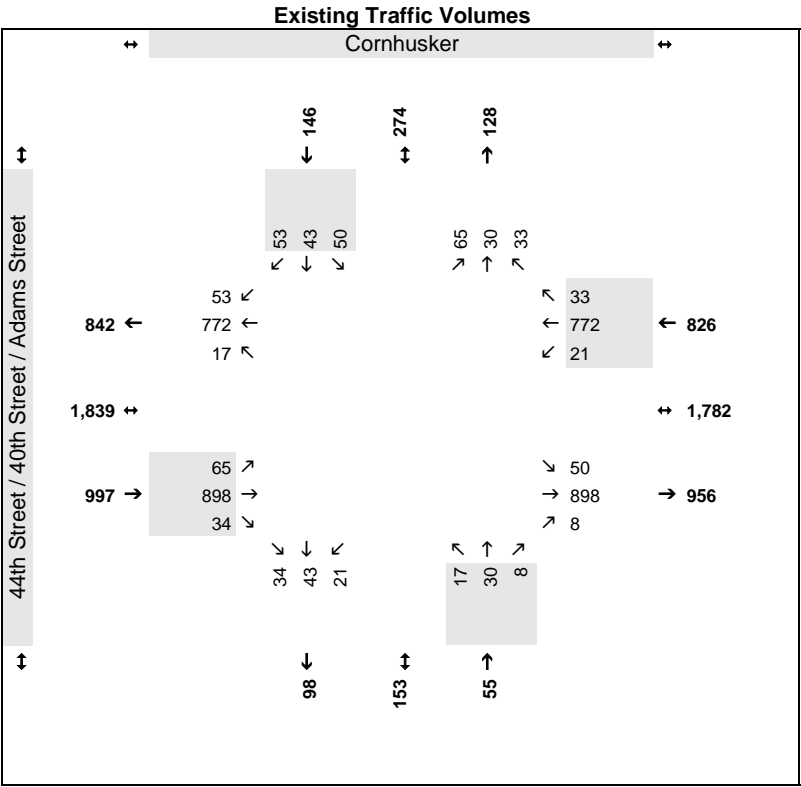 Existing Traffic Volumes
↔ Cornhusker ↔
146 274 128
↓ ↕ ↑
↕ ↕
44th Street / 40th Street / Adams Street
53 43 50 65 30 33
↙ ↓ ↘ ↗ ↑ ↖
53 ↙ ↖ 33
842 ← 772 ← ← 772 ← 826
17 ↖ ↙ 21
1,839 ↔ ↔ 1,782
65 ↗ ↘ 50
997 → 898 → → 898 → 956
34 ↘ ↗ 8
↘ ↓ ↙ ↖ ↑ ↗
34 43 21 17 30 8
↓ ↕ ↑
98 153 55